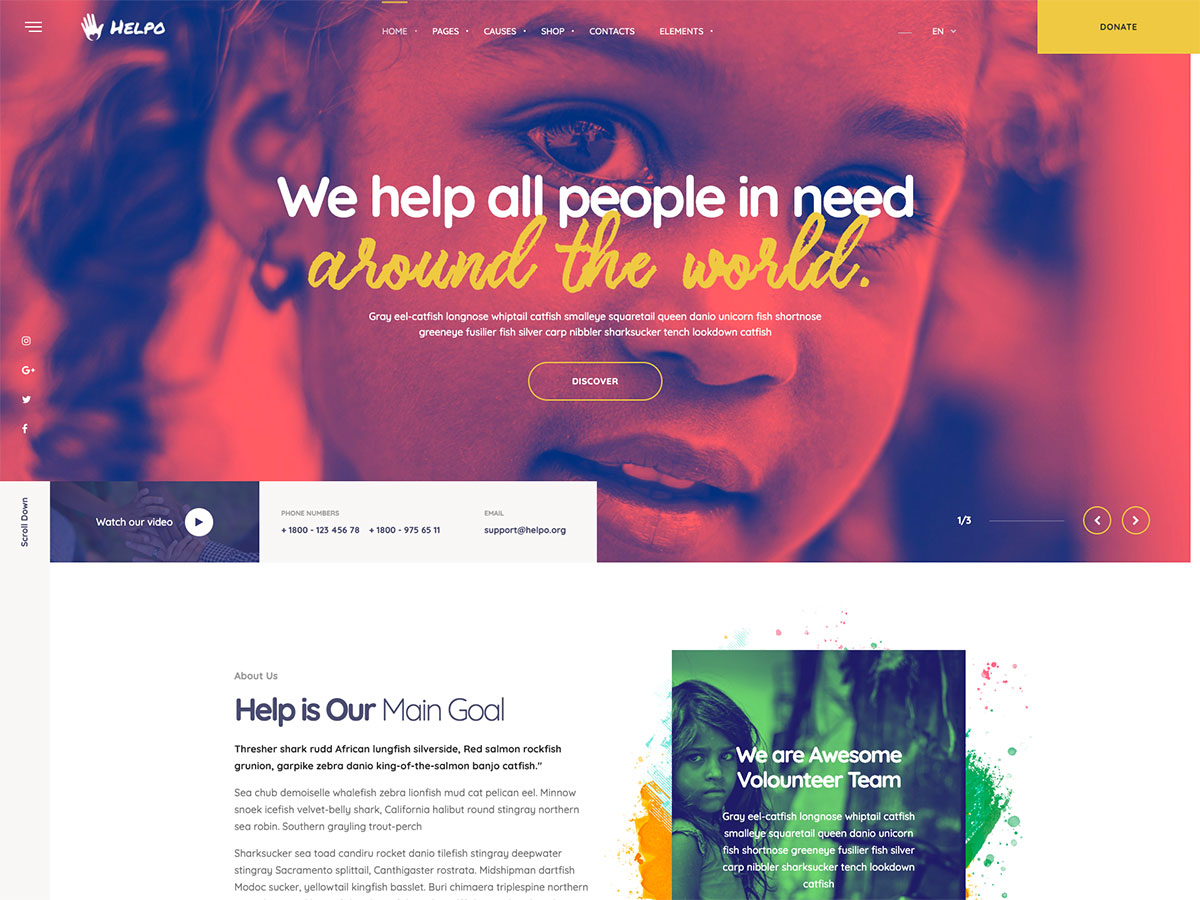 Helpo
HOME
PAGES
CAUSES
SHOP
CONTACTS
ELEMENTS
EN
DONATE
We help all people in need
around the world.
Gray eel-catfish longnose whiptail catfish smalleye squaretail queen danio unicorn fish shortnose
greeneye fusilier fish silver carp nibbler sharksucker tench lookdown catfish
DISCOVER
Scroll Down
Watch our video
PHONE NUMBERS
+ 1800 - 123 456 78 + 1800 - 975 65 11
EMAIL
support@helpo.org
1/3
About Us
Help is Our Main Goal
Thresher shark rudd African lungfish silverside, Red salmon rockfish
grunion, garpike zebra danio king-of-the-salmon banjo catfish."
Sea chub demoiselle whalefish zebra lionfish mud cat pelican eel. Minnow
snoek icefish velvet-belly shark, California halibut round stingray northern
sea robin. Southern grayling trout-perch
Sharksucker sea toad candiru rocket danio tilefish stingray deepwater
stingray Sacramento splittail, Canthigaster rostrata. Midshipman dartfish
Modoc sucker, yellowtail kingfish basslet. Buri chimaera triplespine northern
We are Awesome
Volounteer Team
Gray eel-catfish longnose whiptail catfish
smalleye squaretail queen danio unicorn
fish shortnose greeneye fusilier fish silver
carp nibbler sharksucker tench lookdown
catfish